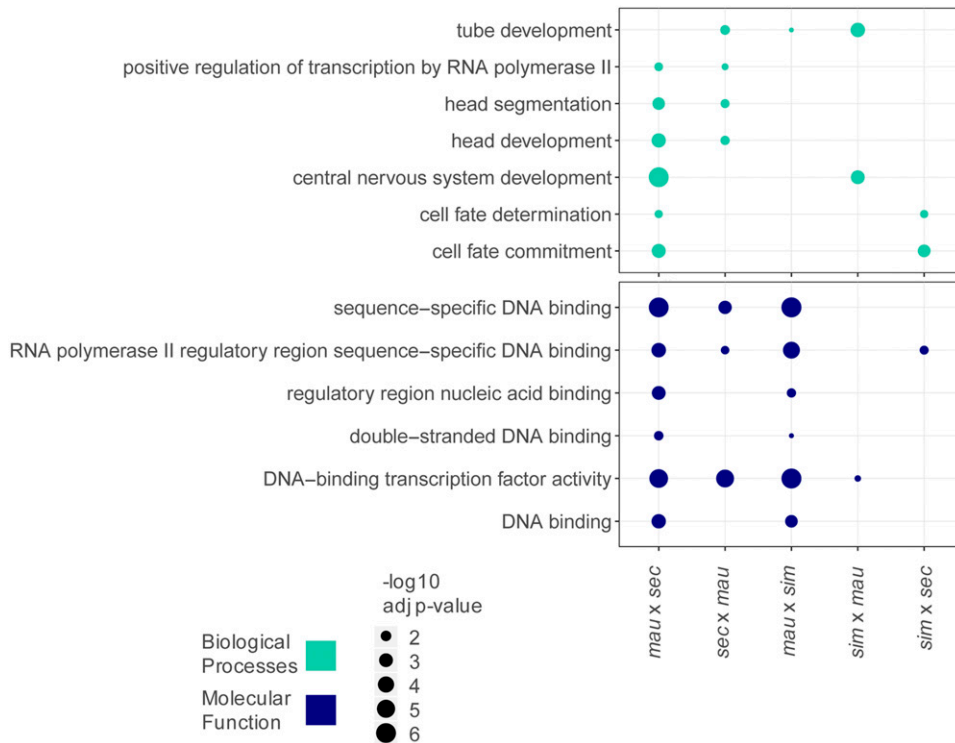 tube development
positive regulation of transcription by RNA polymerase II
head segmentation
head development
central nervous system development
cell fate determination
cell fate commitment
sequence−specific DNA binding
RNA polymerase II regulatory region sequence−specific DNA binding
regulatory region nucleic acid binding
double−stranded DNA binding
DNA−binding transcription factor activity
DNA binding
mau x sec
sec x mau
mau x sim
sim x mau
sim x sec
-log10
adj p-value
2
3
4
5
6
Biological
Processes
Molecular
Function